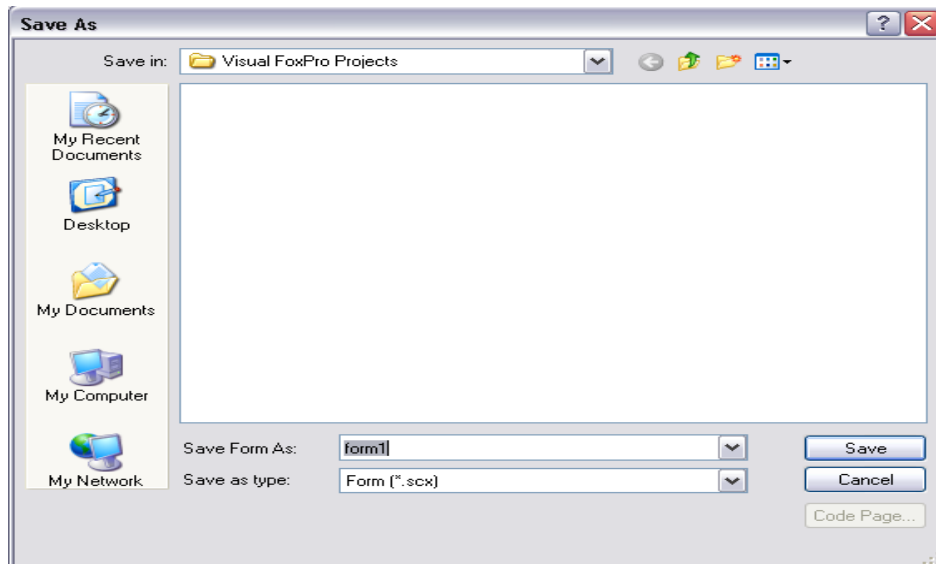 Save As
Save in:
Visual FoxPro Projects
My Recent
Documents
Desktop
My Documents
My Computer
My Network
Save Form As:
form1
Save
Save as type:
Form (*.scx)
Cancel
Code Page...